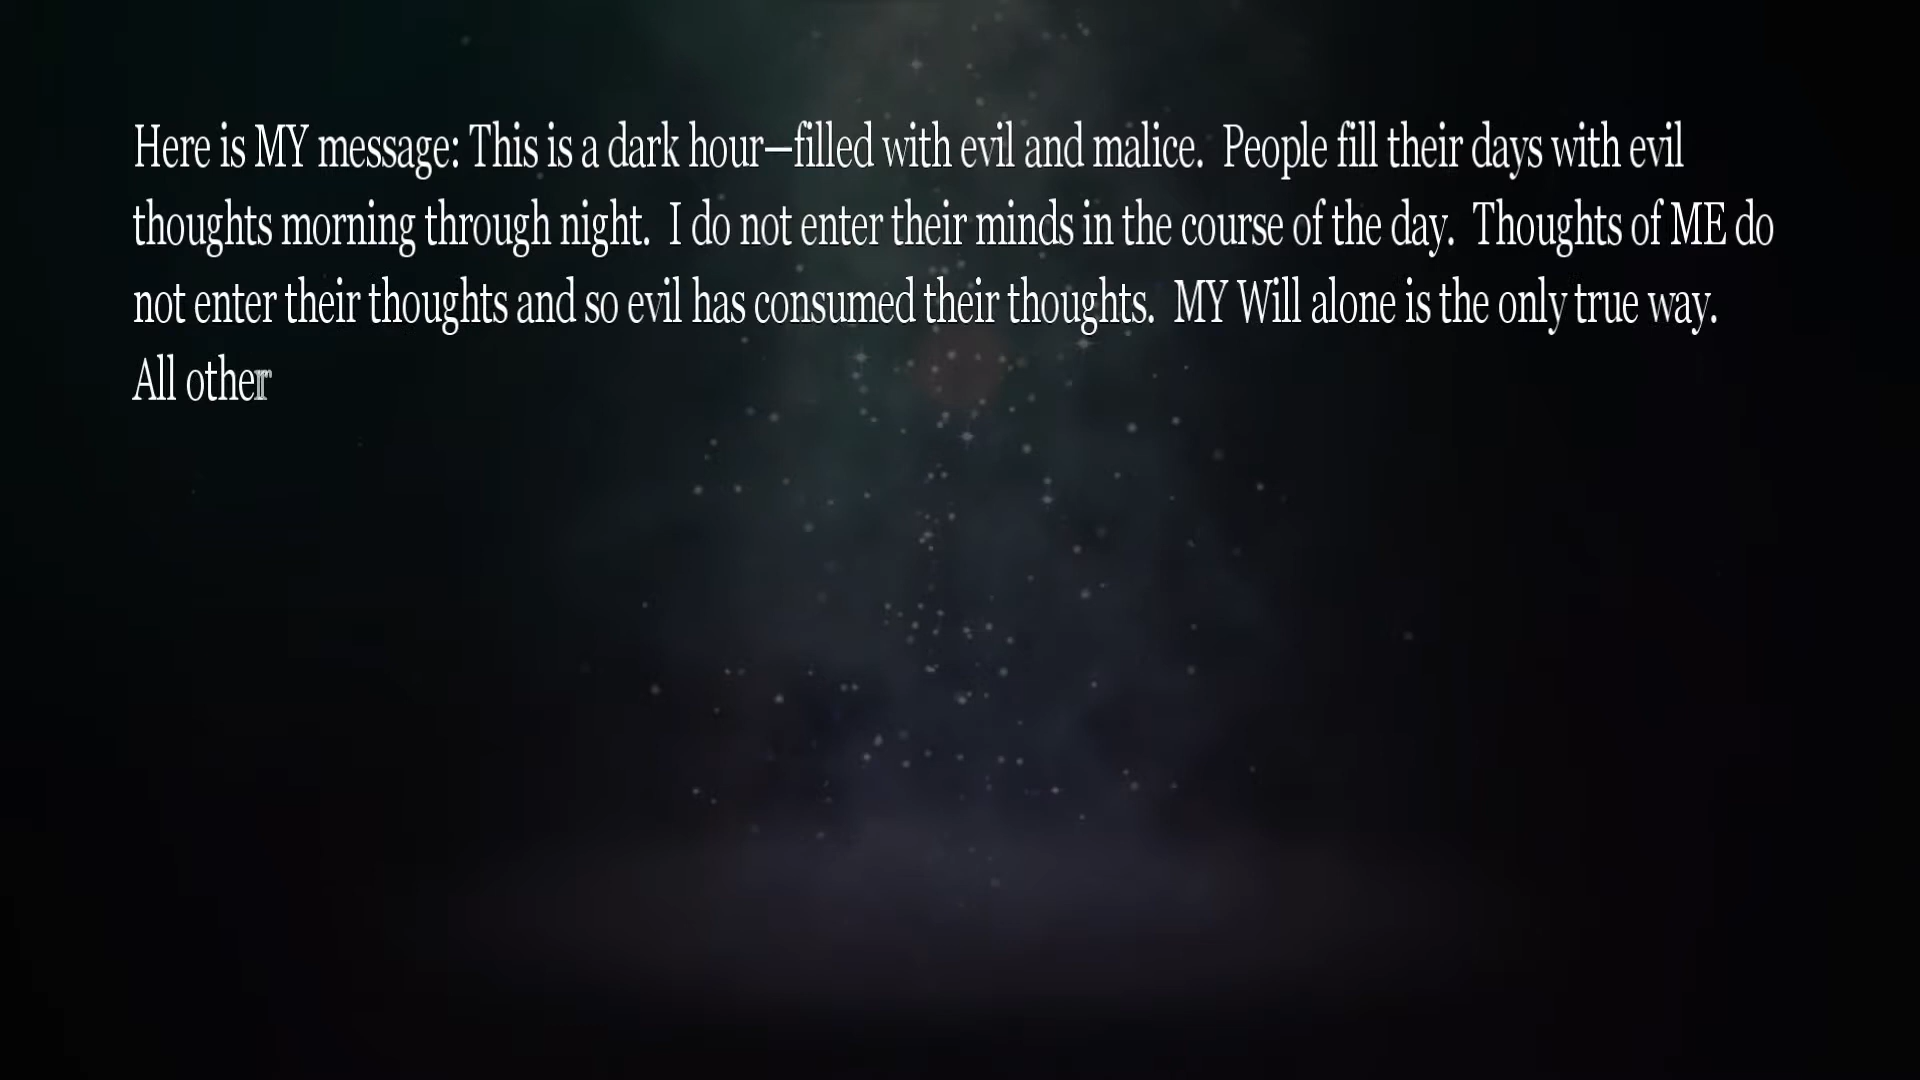 Here is MY message: This is a dark hour—filled with evil and malice.  People fill their days with evil
thoughts morning through night.  I do not enter their minds in the course of the day.  Thoughts of ME do
not enter their thoughts and so evil has consumed their thoughts.  MY Will alone is the only true way.
All other